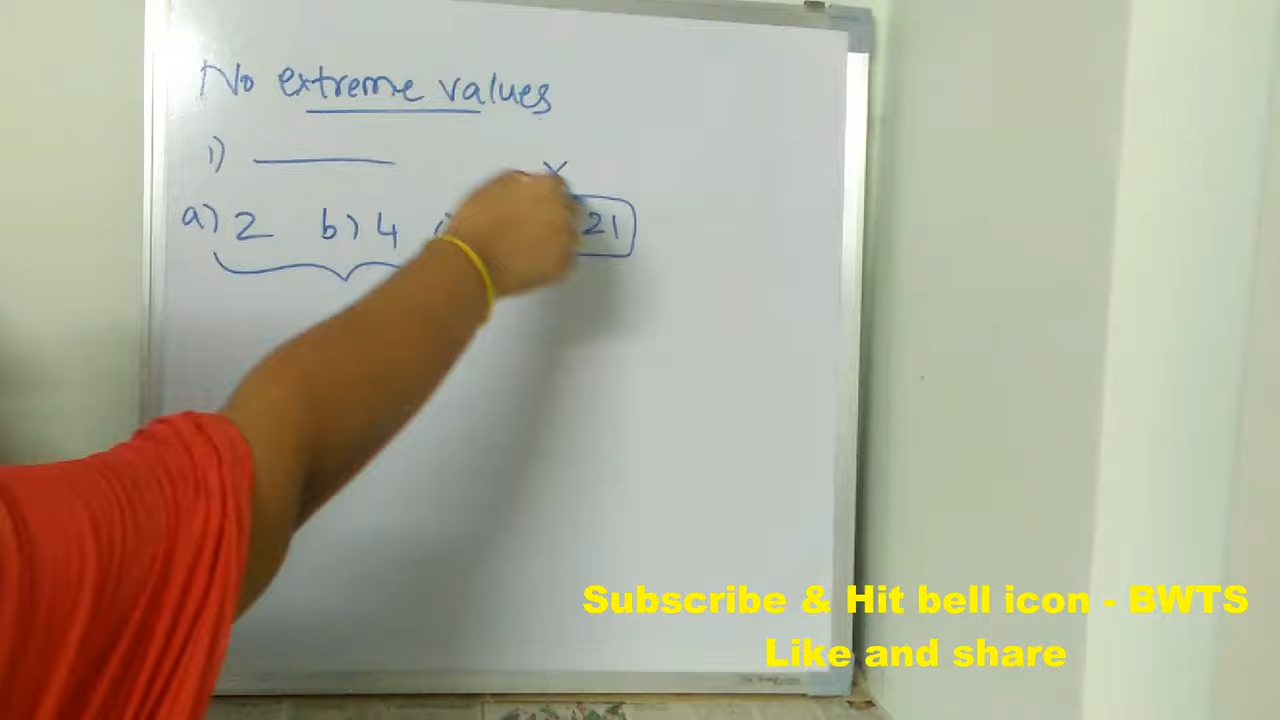 No extreme values
1)
a) 2 b) 4 21
Subscribe & Hit bell icon - BWTS
Like and share